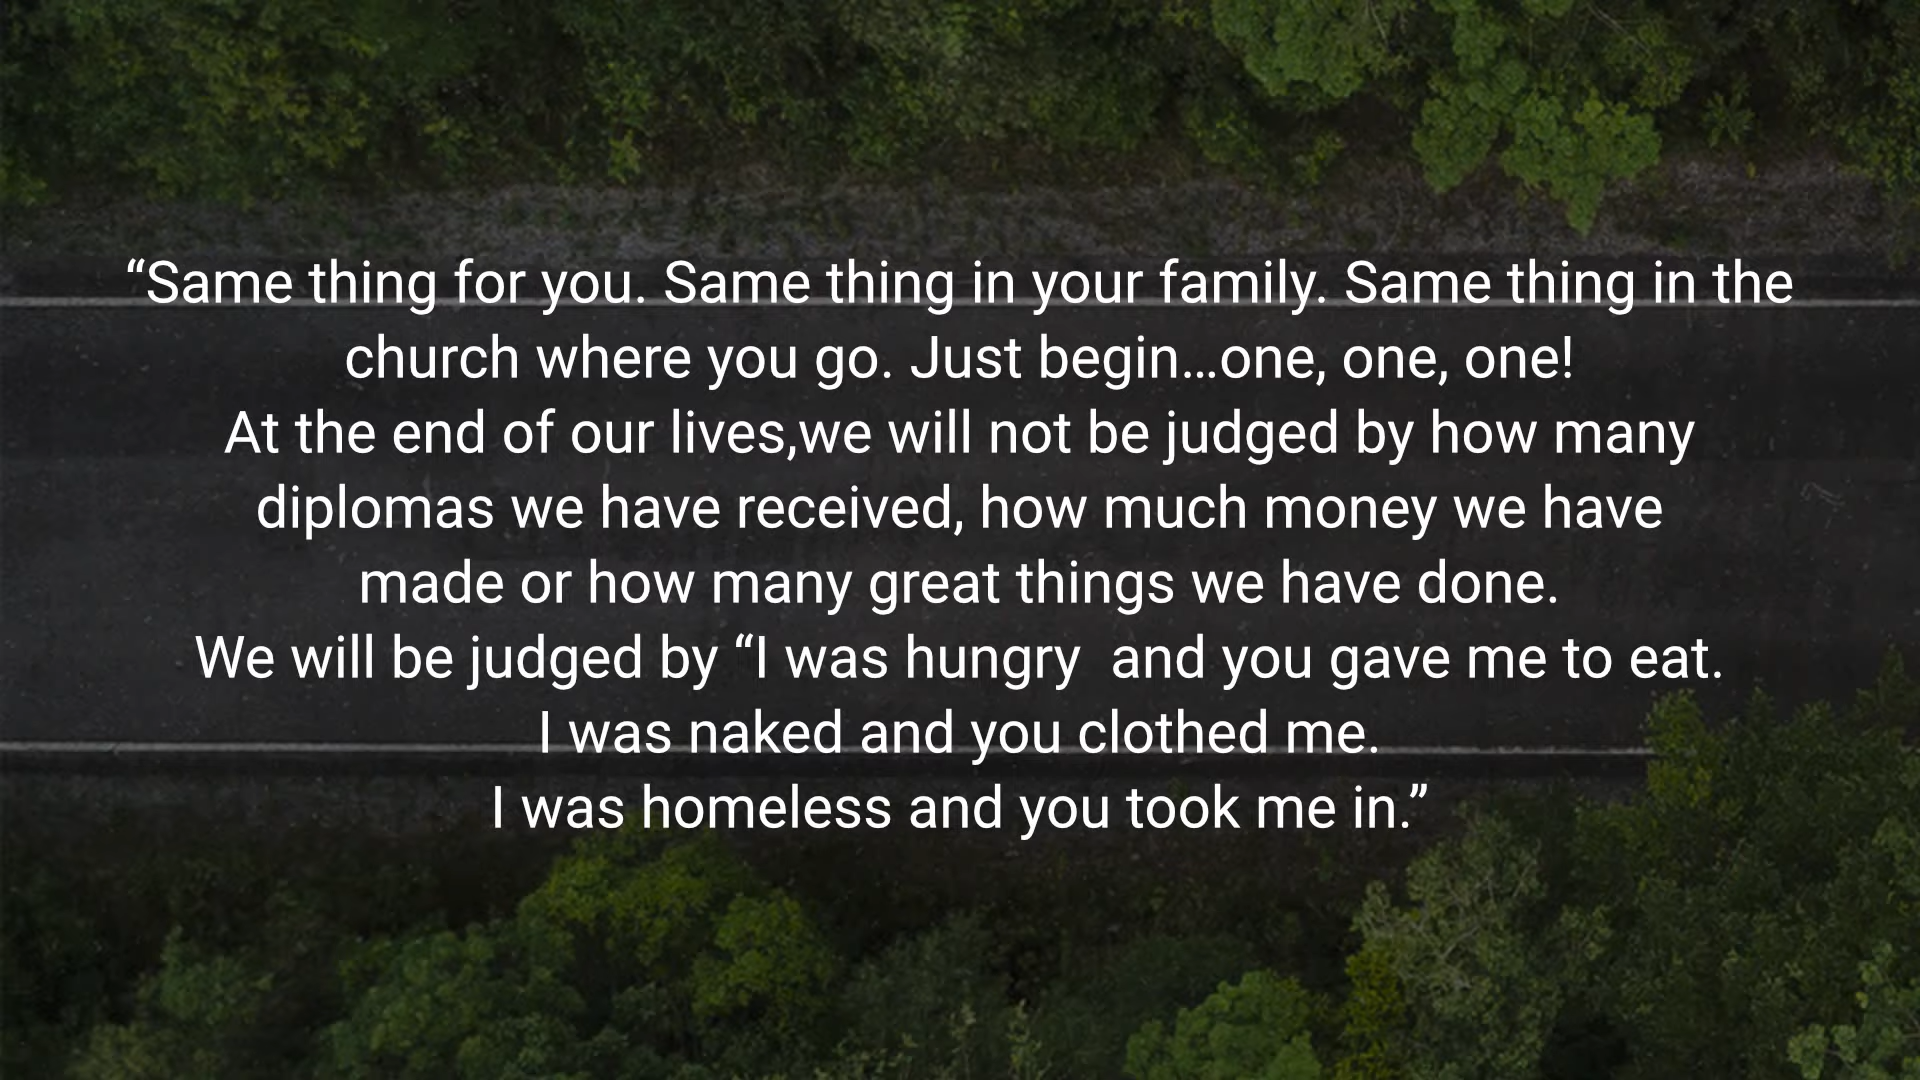 “Same thing for you. Same thing in your family. Same thing in the
church where you go. Just begin...one, one, one!
At the end of our lives,we will not be judged by how many
diplomas we have received, how much money we have
made or how many great things we have done.
We will be judged by “I was hungry  and you gave me to eat.
I was naked and you clothed me.
I was homeless and you took me in.”